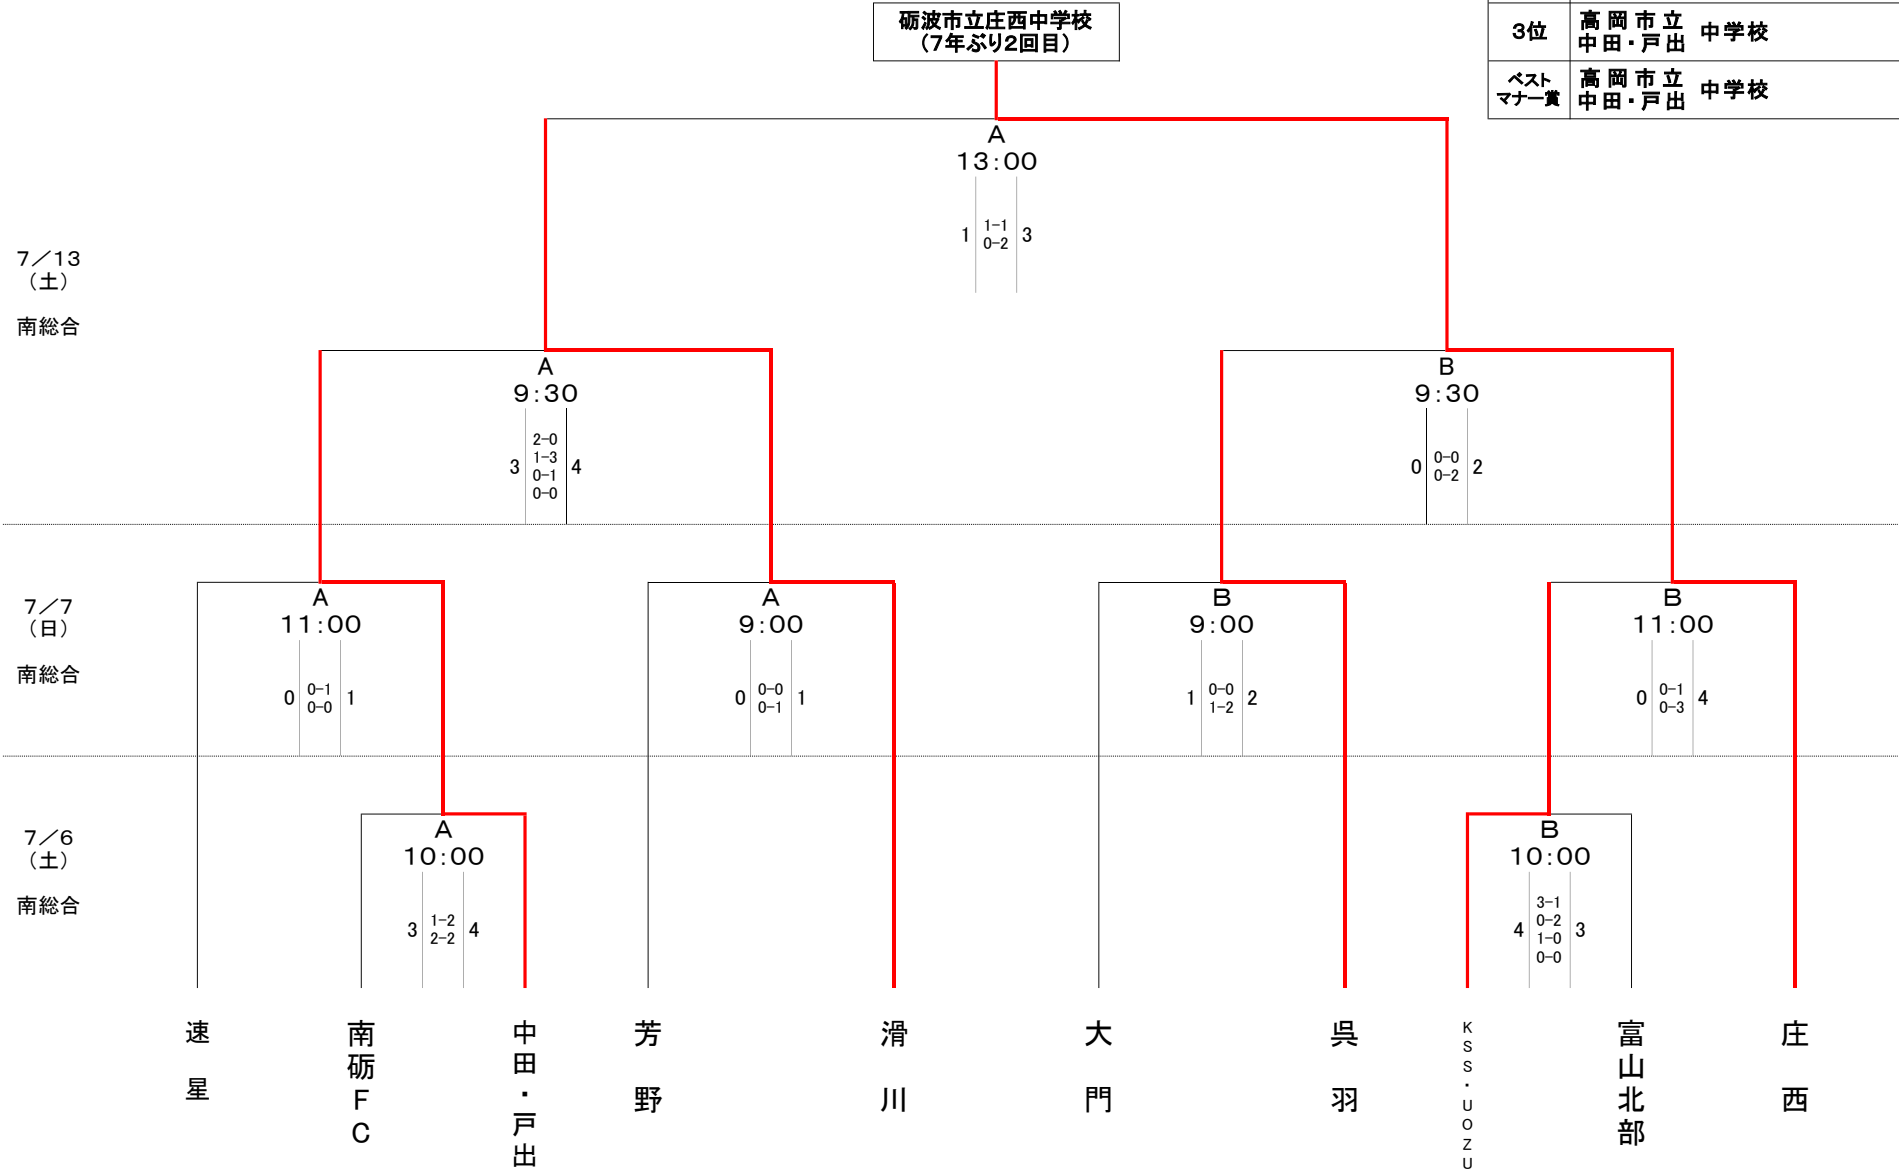 砺波市立庄西中学校
（７年ぶり２回目）
３位
高岡市立
中田・戸出 中学校
ベスト
マナー賞
高岡市立
中田・戸出 中学校
A
13:00
1
1-1
0-2
3
7／13
（土）
南総合
A
9:30
3
2-0
1-3
0-1
0-0
4
B
9:30
0
0-0
0-2
2
7／7
（日）
南総合
A
11:00
0
0-1
0-0
1
A
9:00
0
0-0
0-1
1
B
9:00
1
0-0
1-2
2
B
11:00
0
0-1
0-3
4
7／6
（土）
南総合
A
10:00
3
1-2
2-2
4
B
10:00
4
3-1
0-2
1-0
0-0
3
速星
南砺FC
中田・戸出
芳野
滑川
大門
呉羽
KSS・UOZU
富山北部
庄西